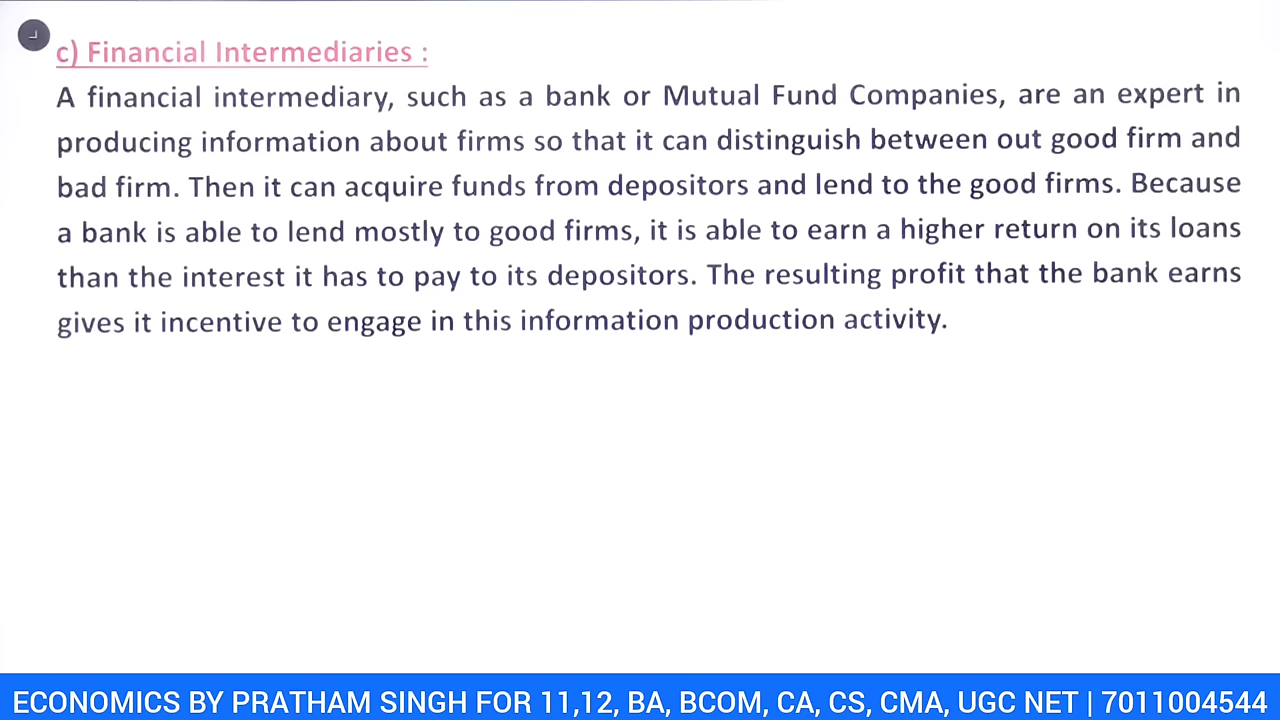 c) Financial Intermediaries :
A financial intermediary, such as a bank or Mutual Fund Companies, are an expert in
producing information about firms so that it can distinguish between out good firm and
bad firm. Then it can acquire funds from depositors and lend to the good firms. Because
a bank is able to lend mostly to good firms, it is able to earn a higher return on its loans
than the interest it has to pay to its depositors. The resulting profit that the bank earns
gives it incentive to engage in this information production activity.
ECONOMICS BY PRATHAM SINGH FOR 11,12, BA, BCOM, CA, CS, CMA, UGC NET | 7011004544